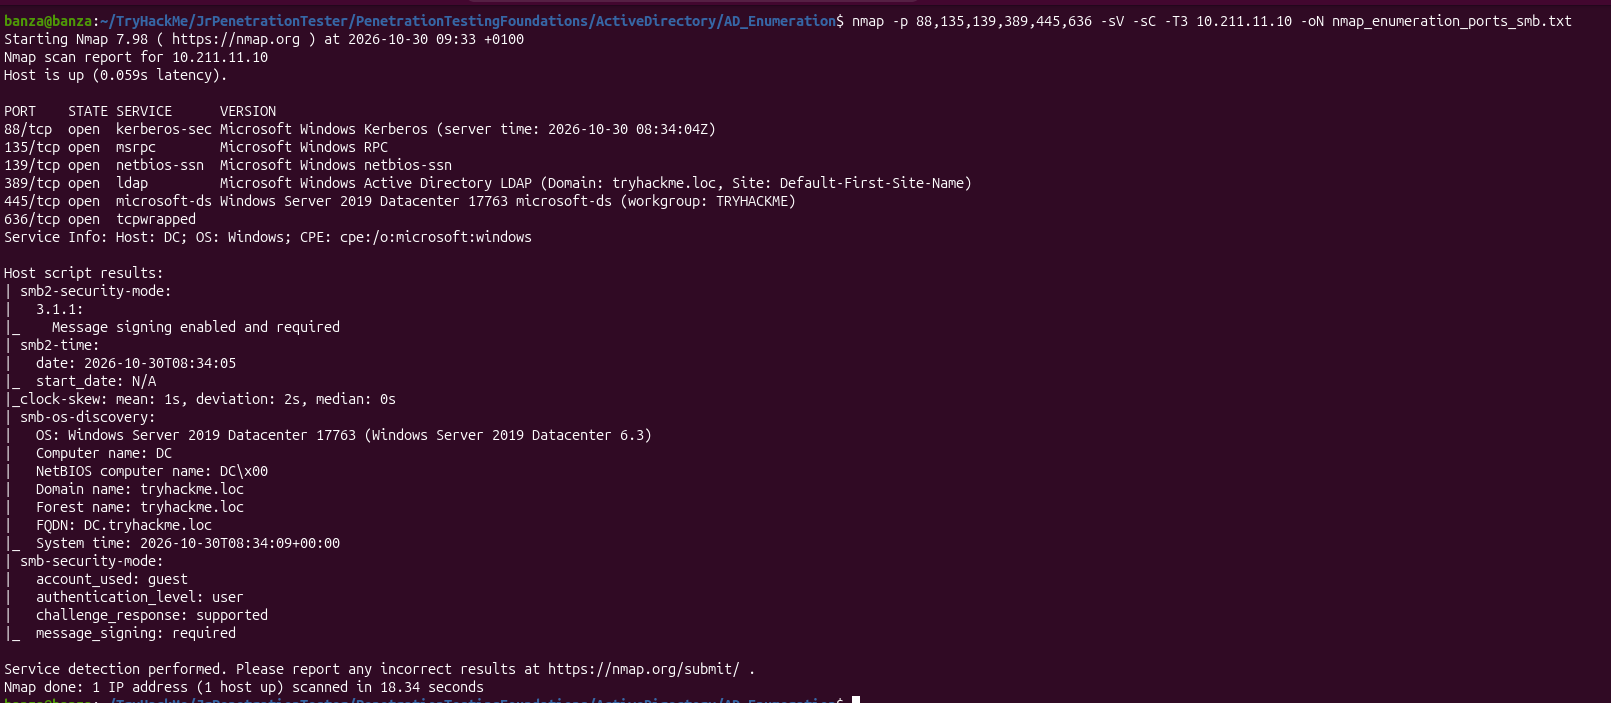 banza@banza:~/TryHackMe/JrPenetrationTester/PenetrationTestingFoundations/ActiveDirectory/AD_Enumeration$ nmap -p 88,135,139,389,445,636 -sV -sC -T3 10.211.11.10 -oN nmap_enumeration_ports_smb.txt
Starting Nmap 7.98 ( https://nmap.org ) at 2026-10-30 09:33 +0100
Nmap scan report for 10.211.11.10
Host is up (0.059s latency).

PORT    STATE SERVICE      VERSION
88/tcp  open  kerberos-sec Microsoft Windows Kerberos (server time: 2026-10-30 08:34:04Z)
135/tcp open  msrpc        Microsoft Windows RPC
139/tcp open  netbios-ssn  Microsoft Windows netbios-ssn
389/tcp open  ldap         Microsoft Windows Active Directory LDAP (Domain: tryhackme.loc, Site: Default-First-Site-Name)
445/tcp open  microsoft-ds Windows Server 2019 Datacenter 17763 microsoft-ds (workgroup: TRYHACKME)
636/tcp open  tcpwrapped
Service Info: Host: DC; OS: Windows; CPE: cpe:/o:microsoft:windows

Host script results:
| smb2-security-mode:
|   3.1.1:
|_    Message signing enabled and required
| smb2-time:
|   date: 2026-10-30T08:34:05
|_  start_date: N/A
|_clock-skew: mean: 1s, deviation: 2s, median: 0s
| smb-os-discovery:
|   OS: Windows Server 2019 Datacenter 17763 (Windows Server 2019 Datacenter 6.3)
|   Computer name: DC
|   NetBIOS computer name: DC\x00
|   Domain name: tryhackme.loc
|   Forest name: tryhackme.loc
|   FQDN: DC.tryhackme.loc
|_  System time: 2026-10-30T08:34:09+00:00
| smb-security-mode:
|   account_used: guest
|   authentication_level: user
|   challenge_response: supported
|_  message_signing: required

Service detection performed. Please report any incorrect results at https://nmap.org/submit/ .
Nmap done: 1 IP address (1 host up) scanned in 18.34 seconds
banza@banza:~/TryHackMe/JrPenetrationTester/PenetrationTestingFoundations/ActiveDirectory/AD_Enumeration$